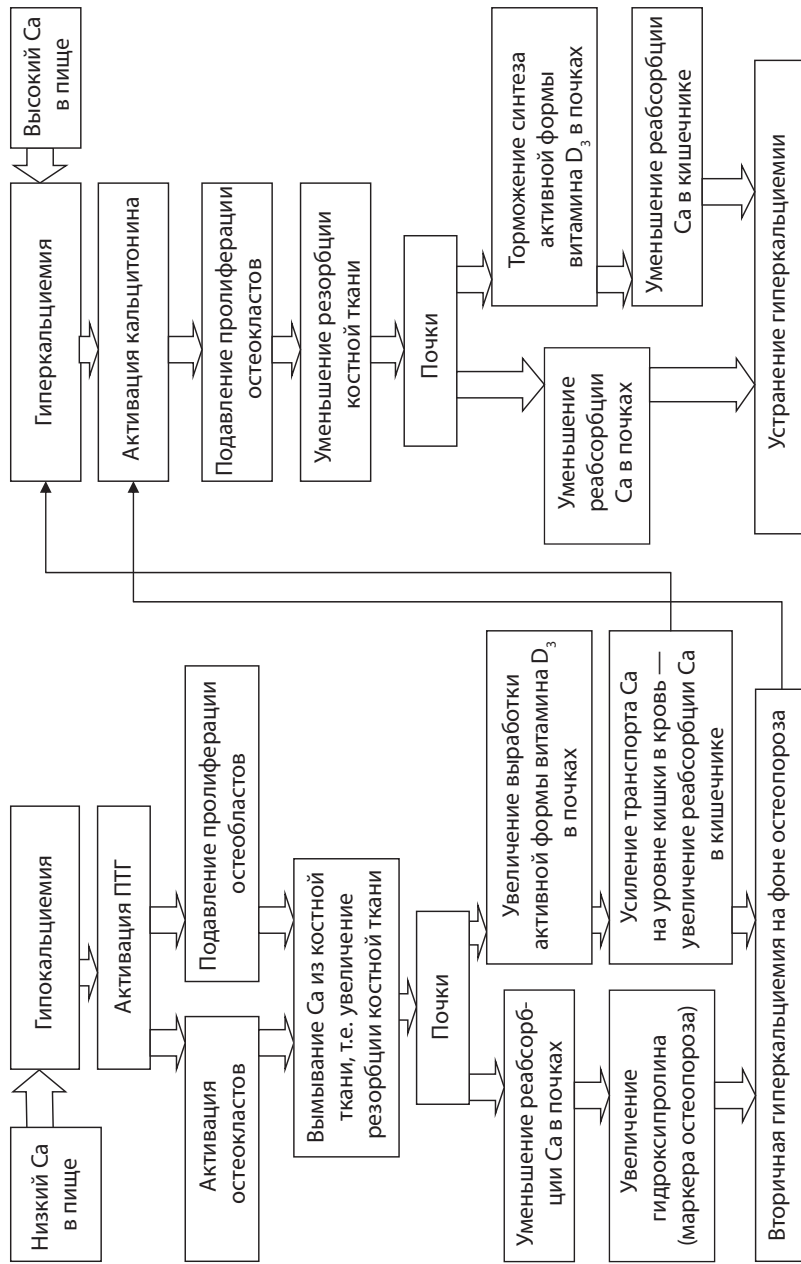 Низкий Ca
в пище
Гипокальциемия
Активация ПТГ
Активация
остеокластов
Подавление пролиферации
остеобластов
Вымывание Ca из костной
ткани, т.е. увеличение
резорбции костной ткани
Почки
Уменьшение реабсорб-
ции Ca в почках
Увеличение выработки
активной формы витамина D₃
в почках
Увеличение
гидроксипролина
(маркера остеопороза)
Усиление транспорта Ca
на уровне кишки в кровь —
увеличение реабсорбции Ca
в кишечнике
Вторичная гиперкальциемия на фоне остеопороза
Высокий Ca
в пище
Гиперкальциемия
Активация кальцитонина
Подавление пролиферации
остеокластов
Уменьшение резорбции
костной ткани
Почки
Уменьшение
реабсорбции
Ca в почках
Торможение синтеза
активной формы
витамина D₃ в почках
Уменьшение реабсорбции
Ca в кишечнике
Устранение гиперкальциемии